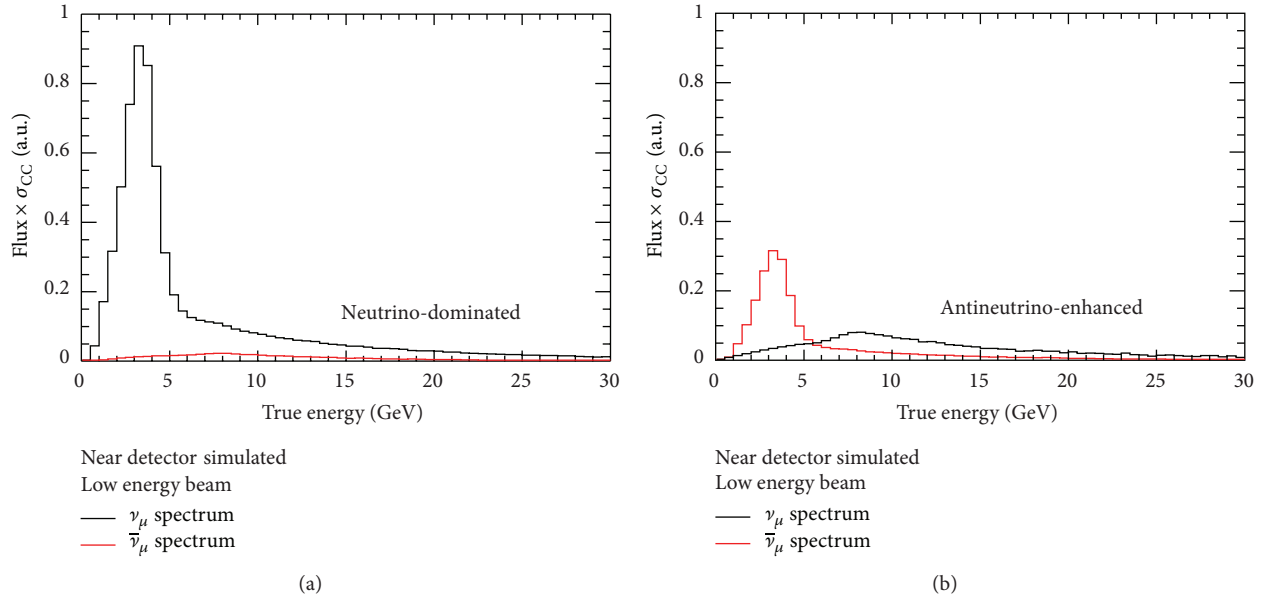 1
0.8
0.6
0.4
0.2
0
Flux × σCC (a.u.)
Neutrino-dominated
0 5 10 15 20 25 30
True energy (GeV)
Near detector simulated
Low energy beam
νμ spectrum
ν̅μ spectrum
(a)
1
0.8
0.6
0.4
0.2
0
Flux × σCC (a.u.)
Antineutrino-enhanced
0 5 10 15 20 25 30
True energy (GeV)
Near detector simulated
Low energy beam
νμ spectrum
ν̅μ spectrum
(b)